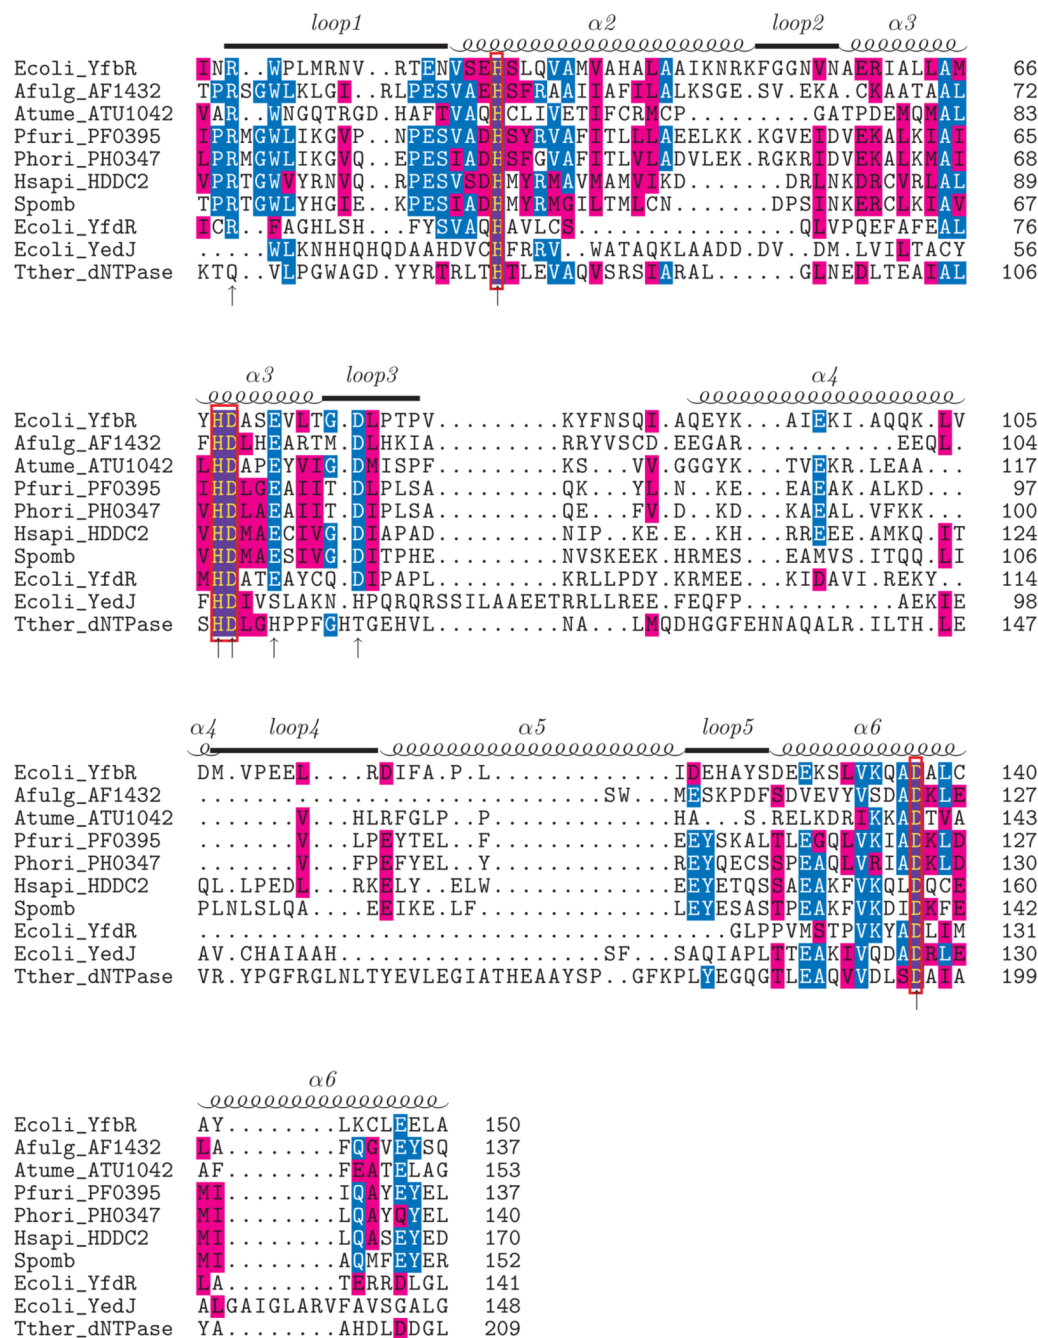 loop1 α2 loop2 α3
Ecoli_YfbR INR..WPLMRNV..RTENVSEHSLQVAMVAHALAAIKNRKFGGNVNAERIALLAM 66
Afulg_AF1432 TPRSGWLKLGI..RLPESVAEHSFRAAIIAFILALKSGE.SV.EKA.CKAATAAL 72
Atume_ATU1042 VAR..WNGQTRGD.HAFTVAQHCLIVETIFCRMCP.......GATPDEMQMAL 83
Pfuri_PF0395 IPRMGWLIKGVP..NPESVADHSYRVAFITLLLAEELKK.KGVEIDVEKALKIAI 65
Phori_PH0347 LPRMGWLIKGVQ..EPESIADHSFGVAFITLVLADVLEK.RGKRIDVEKALKMAI 68
Hsapi_HDDC2 VPRTGWVYRNVQ..RPESVSDHMYRMAVMAMVIKD........DRLNKDRCVRLAL 89
Spomb TPRTGWLYHGIE..KPESIADHMYRMGILTMLCN........DPSINKERCLKIAV 67
Ecoli_YfdR ICR..FAGHLSH...FYSVAQHAVLCS...............QLVPQEFAFEAL 76
Ecoli_YedJ .....WLKNHHQHQDAAHDVCHFRRV..WATAQKLAADD.DV..DM.LVILTACY 56
Tther_dNTPase KTQ..VLPGWAGD.YYRTRLTHTLEVAQVSRSIARAL.......GLNEDLTEAIAL 106
α3 loop3 α4
Ecoli_YfbR YHDASEVLTG.DLPTPV.........KYFNSQI.AQEYK...AIEKI.AQQK.LV 105
Afulg_AF1432 FHDLHEARTM.DLHKIA.........RRYVSCD.EEGAR............EEQL. 104
Atume_ATU1042 LHDAPEYVIG.DMISPF.........KS...VV.GGGYK...TVEKR.LEAA... 117
Pfuri_PF0395 IHDLGEAIIT.DLPLSA.........QK...YL.N..KE...EAEAK.ALKD... 97
Phori_PH0347 VHDLAEAIIT.DIPLSA.........QE...FV.D..KD...KAEAL.VFKK... 100
Hsapi_HDDC2 VHDMAECIVG.DIAPAD.........NIP..KE.E..KH...RREEE.AMKQ.IT 124
Spomb VHDMAESIVG.DITPHE.........NVSKEEK.HRMES...EAMVS.ITQQ.LI 106
Ecoli_YfdR MHDATEAYCQ.DIPAPL.........KRLLPDY.KRMEE...KIDAVI.REKY.. 114
Ecoli_YedJ FHDIVSLAKN.HPQRQRSSILAAEETRRLLREE.FEQFP..........AEKIE 98
Tther_dNTPase SHDLGHPPFGHTGEHVL.........NA...LMQDHGGFEHNAQALR.ILTH.LE 147
α4 loop4 α5 loop5 α6
Ecoli_YfbR DM.VPEEL....RDIFA.P.L.............IDEHAYSDEEKSLVKQADALC 140
Afulg_AF1432 .............................SW..MESKPDFSDVEVYVSDADKLE 127
Atume_ATU1042 .......V...HLRFGLP..P.............HA...S.RELKDRIKKADTVA 143
Pfuri_PF0395 .......V...LPEYTEL..F.............EEYSKALTLEGQLVKIADKLD 127
Phori_PH0347 .......V...FPEFYEL..Y.............REYQECSSPEAQLVRIADKLD 130
Hsapi_HDDC2 QL.LPEDL...RKELY..ELW.............EEYETQSSAEAKFVKQLDQCE 160
Spomb PLNLSLQA....EEIKE.LF..............LEYESASTPEAKFVKDIDKFE 142
Ecoli_YfdR ......................................GLPPVMSTPVKYADLIM 131
Ecoli_YedJ AV.CHAIAAH...................SF...SAQIAPLTTEAKIVQDADRLE 130
Tther_dNTPase VR.YPGFRGLNLTYEVLEGIATHEAAYSP..GFKPLYEGQGTLEAQVVDLSDAIA 199
α6
Ecoli_YfbR AY........LKCLEELA 150
Afulg_AF1432 LA........FQGVEYSQ 137
Atume_ATU1042 AF........FEATELAG 153
Pfuri_PF0395 MI........IQAYEYEL 137
Phori_PH0347 MI........LQAYQYEL 140
Hsapi_HDDC2 MI........LQASEYED 170
Spomb MI........AQMFEYER 152
Ecoli_YfdR LA........TERRDLGL 141
Ecoli_YedJ ALGAIGLARVFAVSGALG 148
Tther_dNTPase YA........AHDLDDGL 209